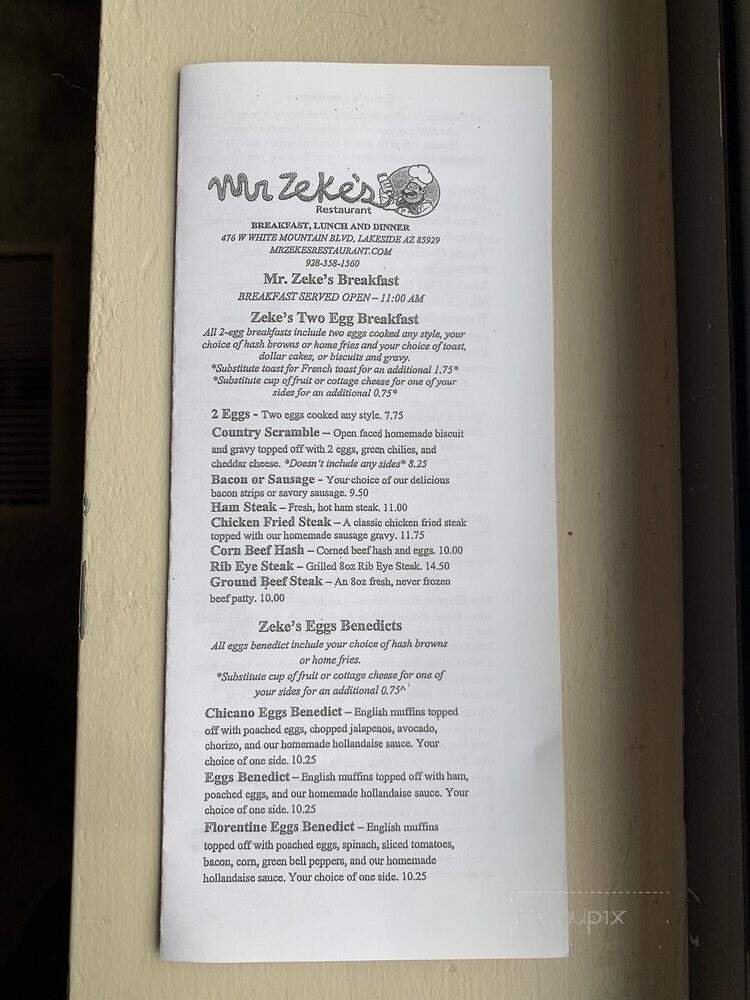 Mr Zeke's
Restaurant
BREAKFAST, LUNCH AND DINNER
476 W WHITE MOUNTAIN BLVD, LAKESIDE AZ 85929
MRZEKESRESTAURANT.COM
928-358-1560
Mr. Zeke's Breakfast
BREAKFAST SERVED OPEN – 11:00 AM
Zeke's Two Egg Breakfast
All 2-egg breakfasts include two eggs cooked any style, your
choice of hash browns or home fries and your choice of toast,
dollar cakes, or biscuits and gravy.
*Substitute toast for French toast for an additional 1.75*
*Substitute cup of fruit or cottage cheese for one of your
sides for an additional 0.75*
2 Eggs - Two eggs cooked any style. 7.75
Country Scramble – Open faced homemade biscuit
and gravy topped off with 2 eggs, green chilies, and
cheddar cheese. *Doesn't include any sides* 8.25
Bacon or Sausage - Your choice of our delicious
bacon strips or savory sausage. 9.50
Ham Steak – Fresh, hot ham steak. 11.00
Chicken Fried Steak – A classic chicken fried steak
topped with our homemade sausage gravy. 11.75
Corn Beef Hash – Corned beef hash and eggs. 10.00
Rib Eye Steak – Grilled 8oz Rib Eye Steak. 14.50
Ground Beef Steak – An 8oz fresh, never frozen
beef patty. 10.00
Zeke's Eggs Benedicts
All eggs benedict include your choice of hash browns
or home fries.
*Substitute cup of fruit or cottage cheese for one of
your sides for an additional 0.75^
Chicano Eggs Benedict – English muffins topped
off with poached eggs, chopped jalapenos, avocado,
chorizo, and our homemade hollandaise sauce. Your
choice of one side. 10.25
Eggs Benedict – English muffins topped off with ham,
poached eggs, and our homemade hollandaise sauce. Your
choice of one side. 10.25
Florentine Eggs Benedict – English muffins
topped off with poached eggs, spinach, sliced tomatoes,
bacon, corn, green bell peppers, and our homemade
hollandaise sauce. Your choice of one side. 10.25